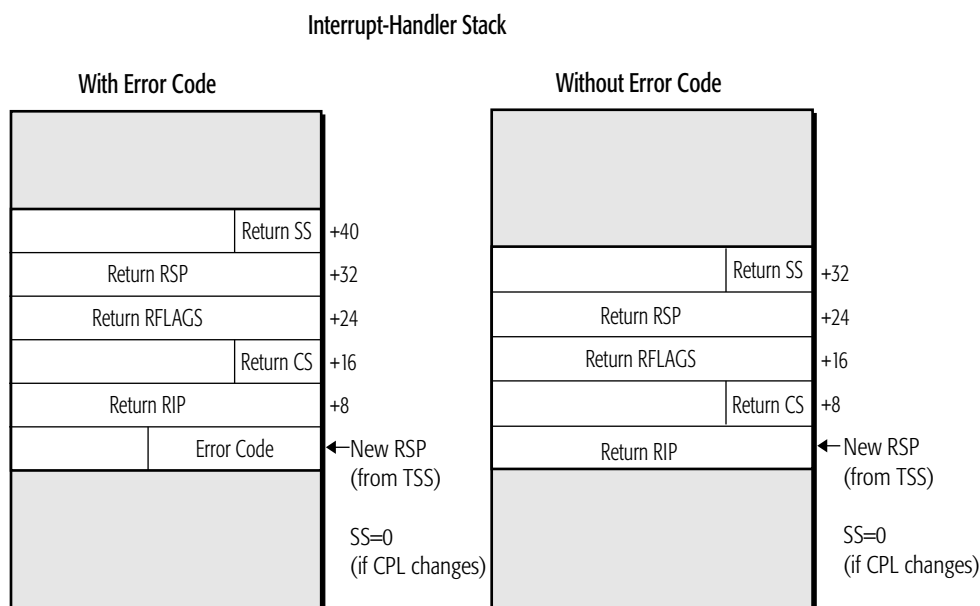 Interrupt-Handler Stack
With Error Code
Return SS +40
Return RSP +32
Return RFLAGS +24
Return CS +16
Return RIP +8
Error Code New RSP
(from TSS)
SS=0
(if CPL changes)
Without Error Code
Return SS +32
Return RSP +24
Return RFLAGS +16
Return CS +8
Return RIP New RSP
(from TSS)
SS=0
(if CPL changes)